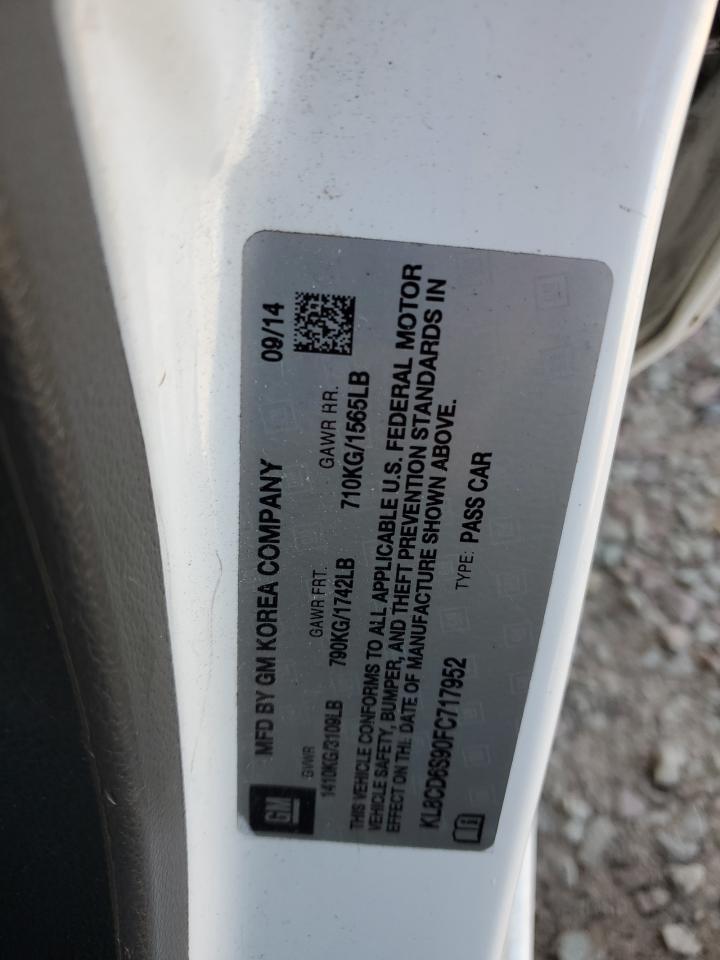 MFD BY GM KOREA COMPANY 09/14
GVWR GAWR FRT. GAWR RR.
1410KG/3109LB 790KG/1742LB 710KG/1565LB
THIS VEHICLE CONFORMS TO ALL APPLICABLE U.S. FEDERAL MOTOR
VEHICLE SAFETY, BUMPER, AND THEFT PREVENTION STANDARDS IN
EFFECT ON THE DATE OF MANUFACTURE SHOWN ABOVE.
KL8CD6S90FC717952 TYPE: PASS CAR
GM